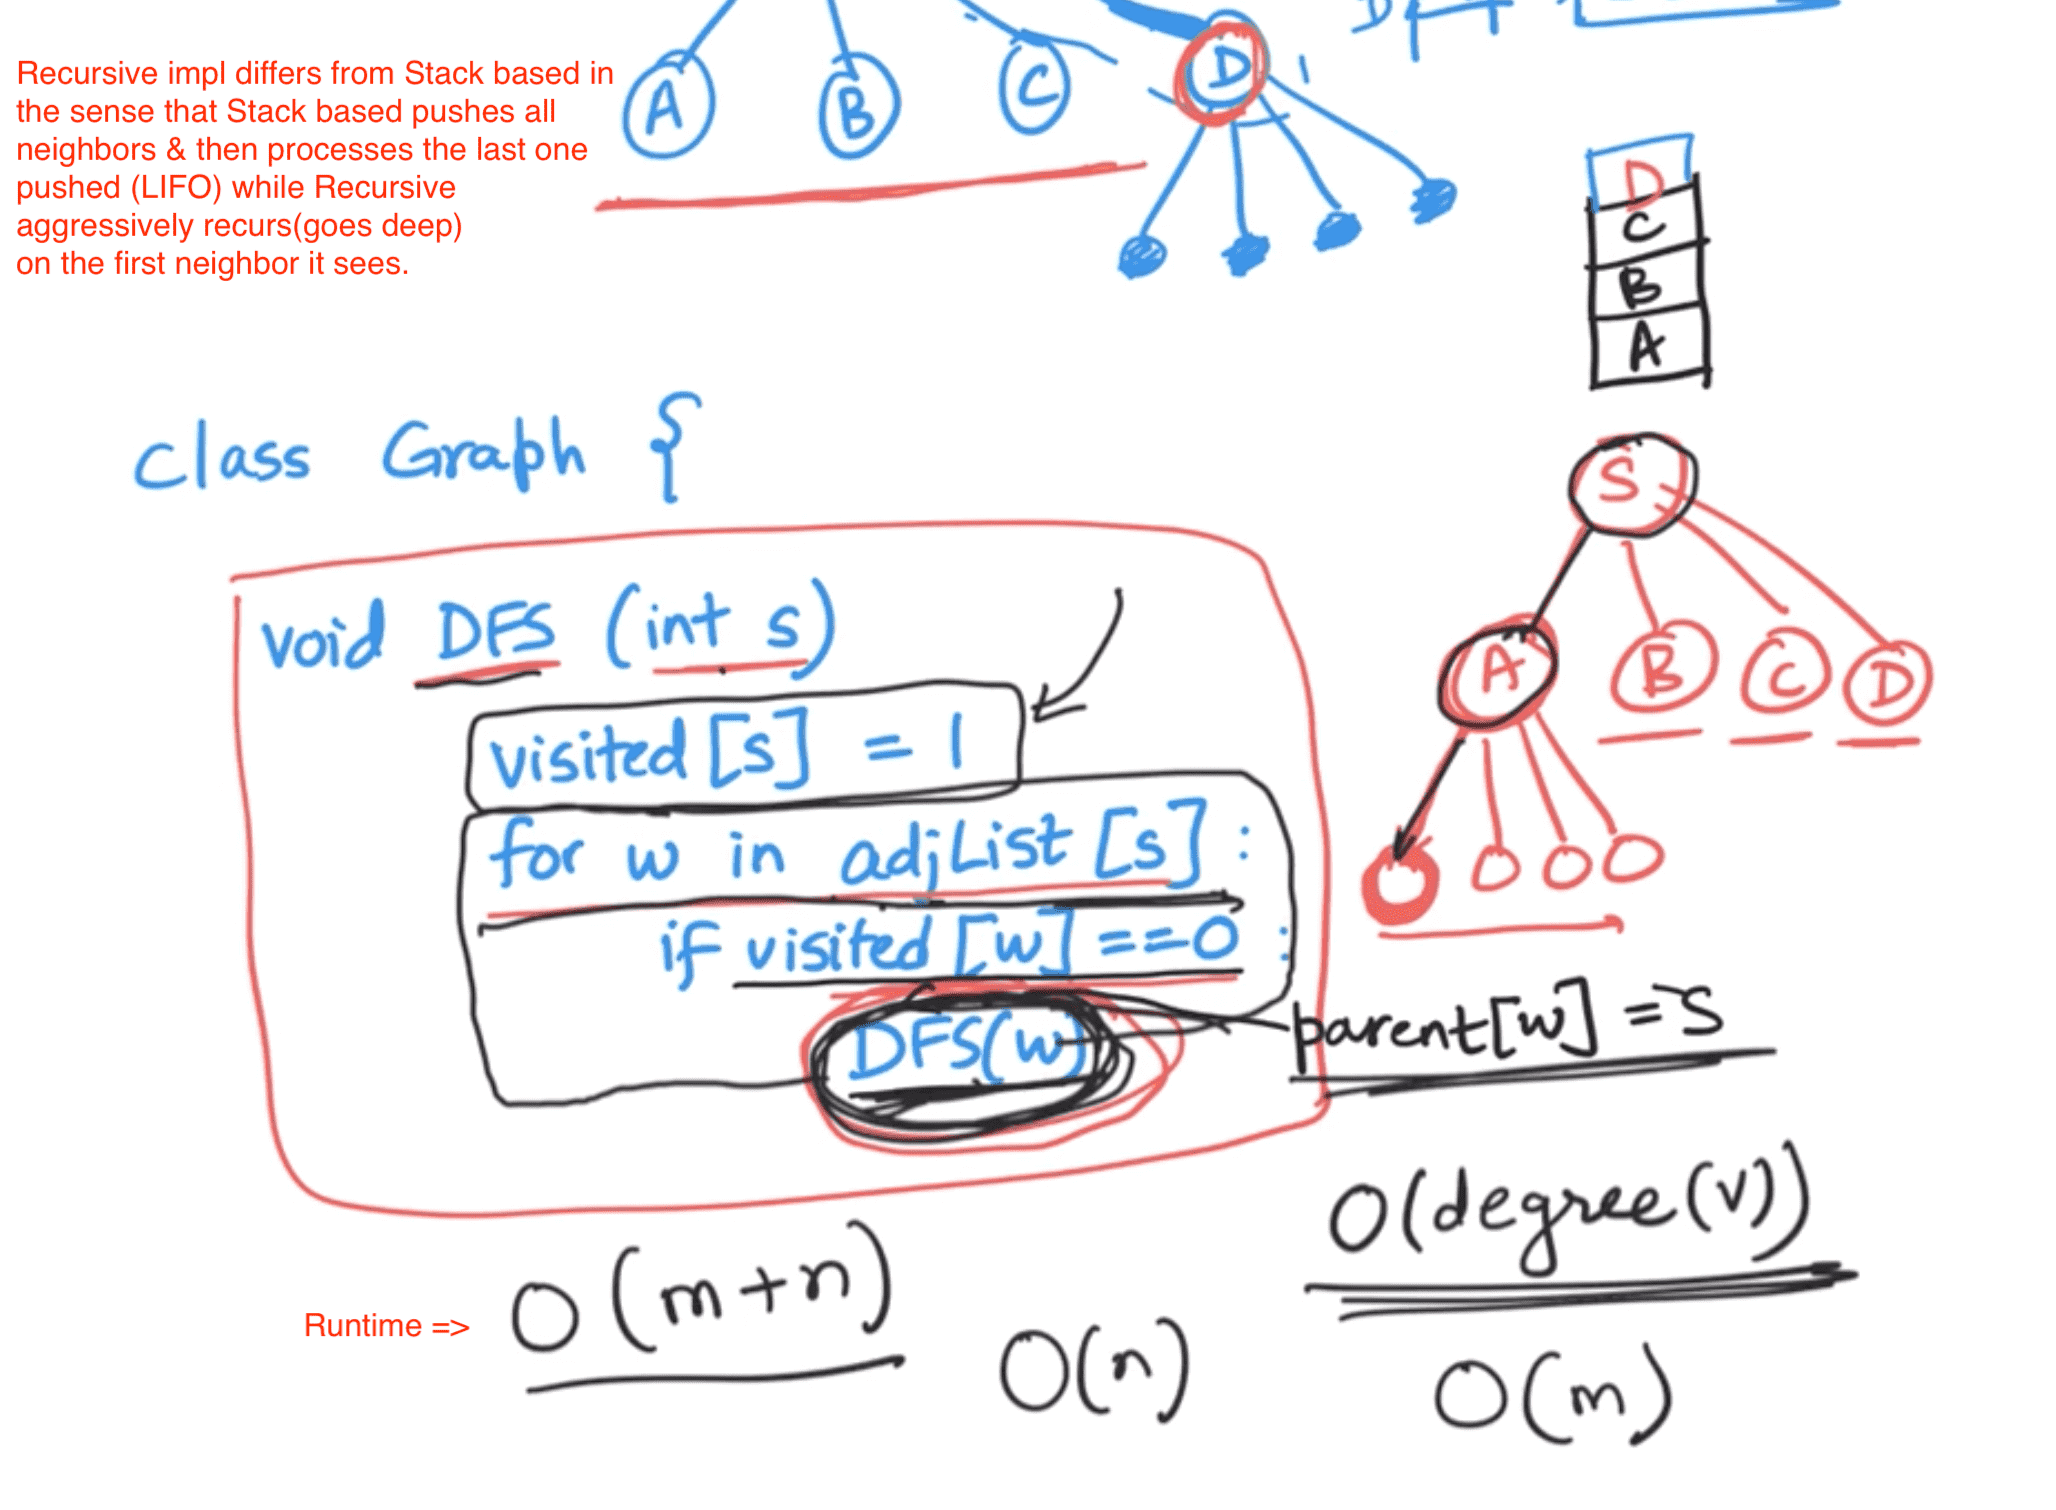 Recursive impl differs from Stack based in
the sense that Stack based pushes all
neighbors & then processes the last one
pushed (LIFO) while Recursive
aggressively recurs(goes deep)
on the first neighbor it sees.
A B C D
D
C
B
A
class Graph {
S
A B C D
void DFS (int s)
visited[s] = 1
for w in adjList[s] :
if visited[w] ==0 :
DFS(w)
parent[w] = s
O(degree(v))
Runtime => O(m+n)
O(n)
O(m)